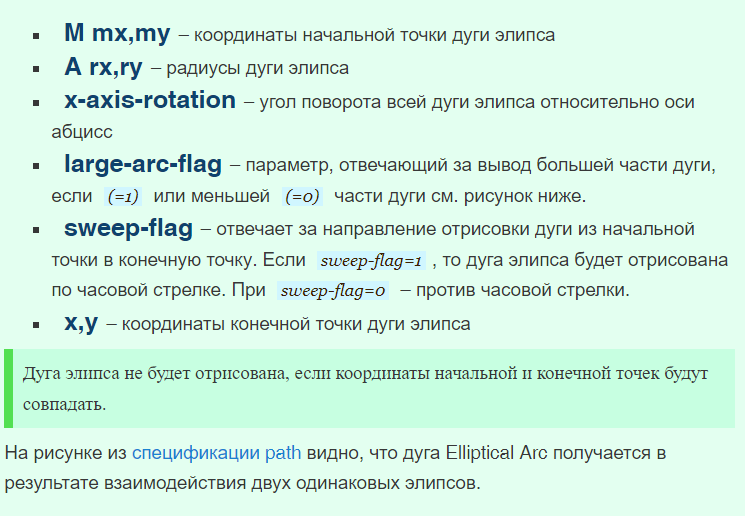 M mx,my – координаты начальной точки дуги элипса
A rx,ry – радиусы дуги элипса
x-axis-rotation – угол поворота всей дуги элипса относительно оси
абцисс
large-arc-flag – параметр, отвечающий за вывод большей части дуги,
если (=1) или меньшей (=0) части дуги см. рисунок ниже.
sweep-flag – отвечает за направление отрисовки дуги из начальной
точки в конечную точку. Если sweep-flag=1 , то дуга элипса будет отрисована
по часовой стрелке. При sweep-flag=0 – против часовой стрелки.
x,y – координаты конечной точки дуги элипса
Дуга элипса не будет отрисована, если координаты начальной и конечной точек будут
совпадать.
На рисунке из спецификации path видно, что дуга Elliptical Arc получается в
результате взаимодействия двух одинаковых элипсов.